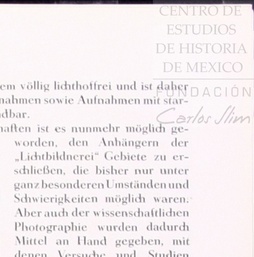 CENTRO DE
ESTUDIOS
DE HISTORIA
DE MEXICO
FUNDACIÓN
Carlos Slim
em völlig lichthoffrei und ist daher
nahmen sowie Aufnahmen mit star-
dbar.
haften ist es nunmehr möglich ge-
worden, den Anhängern der
„Lichtbildnerei“ Gebiete zu er-
schließen, die bisher nur unter
ganz besonderen Umständen und
Schwierigkeiten möglich waren.
Aber auch der wissenschaftlichen
Photographie wurden dadurch
Mittel an Hand gegeben, mit
denen Versuche und Studien